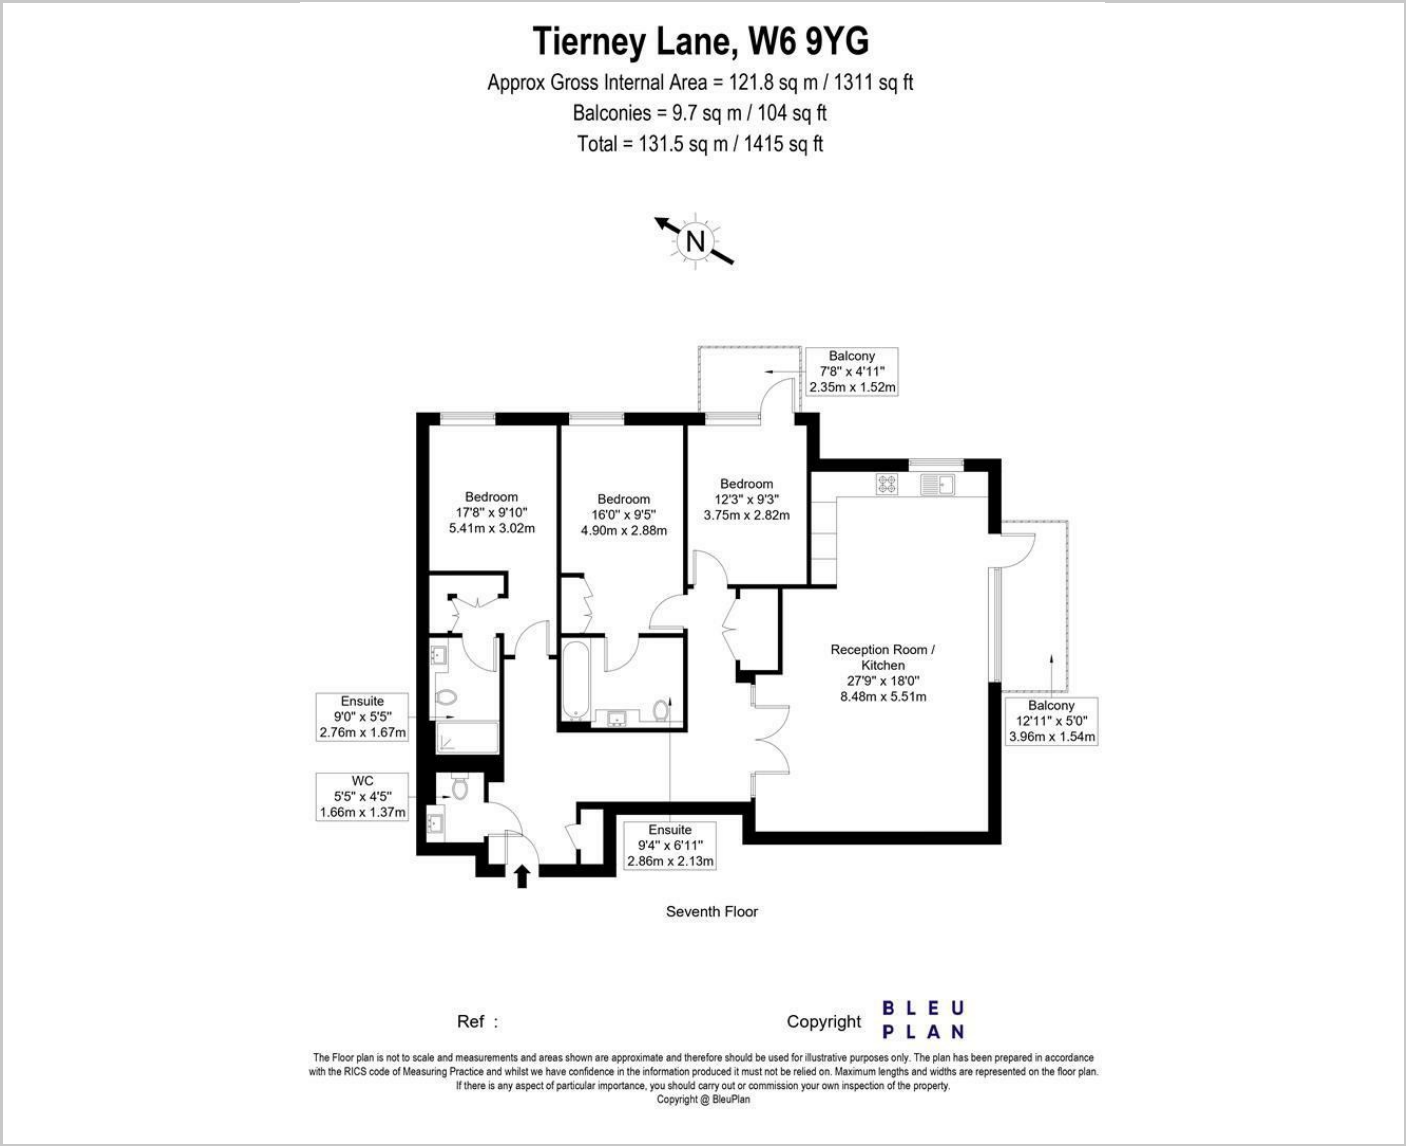 Tierney Lane, W6 9YG
Approx Gross Internal Area = 121.8 sq m / 1311 sq ft
Balconies = 9.7 sq m / 104 sq ft
Total = 131.5 sq m / 1415 sq ft
N
Balcony
7'8" x 4'11"
2.35m x 1.52m
Bedroom
17'8" x 9'10"
5.41m x 3.02m
Bedroom
16'0" x 9'5"
4.90m x 2.88m
Bedroom
12'3" x 9'3"
3.75m x 2.82m
Reception Room /
Kitchen
27'9" x 18'0"
8.48m x 5.51m
Ensuite
9'0" x 5'5"
2.76m x 1.67m
Balcony
12'11" x 5'0"
3.96m x 1.54m
WC
5'5" x 4'5"
1.66m x 1.37m
Ensuite
9'4" x 6'11"
2.86m x 2.13m
Seventh Floor
Ref :
Copyright
BLEU
PLAN
The Floor plan is not to scale and measurements and areas shown are approximate and therefore should be used for illustrative purposes only. The plan has been prepared in accordance
with the RICS code of Measuring Practice and whilst we have confidence in the information produced it must not be relied on. Maximum lengths and widths are represented on the floor plan.
If there is any aspect of particular importance, you should carry out or commission your own inspection of the property.
Copyright @ BleuPlan